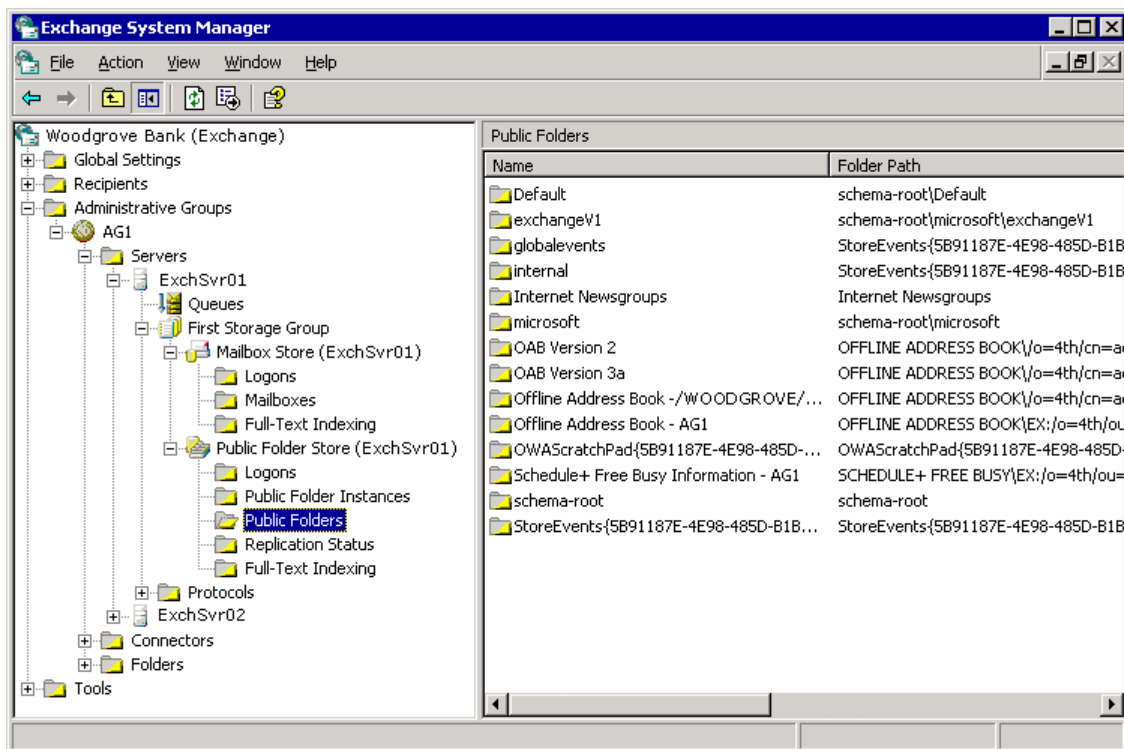 Exchange System Manager
File Action View Window Help
Woodgrove Bank (Exchange)
Global Settings
Recipients
Administrative Groups
AG1
Servers
ExchSvr01
Queues
First Storage Group
Mailbox Store (ExchSvr01)
Logons
Mailboxes
Full-Text Indexing
Public Folder Store (ExchSvr01)
Logons
Public Folder Instances
Public Folders
Replication Status
Full-Text Indexing
Protocols
ExchSvr02
Connectors
Folders
Tools
Public Folders
Name Folder Path
Default schema-root\Default
exchangeV1 schema-root\microsoft\exchangeV1
globalevents StoreEvents{5B91187E-4E98-485D-B1B
internal StoreEvents{5B91187E-4E98-485D-B1B
Internet Newsgroups Internet Newsgroups
microsoft schema-root\microsoft
OAB Version 2 OFFLINE ADDRESS BOOK\/o=4th/cn=a
OAB Version 3a OFFLINE ADDRESS BOOK\/o=4th/cn=a
Offline Address Book -/WOODGROVE/... OFFLINE ADDRESS BOOK\/o=4th/cn=a
Offline Address Book - AG1 OFFLINE ADDRESS BOOK\EX:/o=4th/ou
OWAScratchPad{5B91187E-4E98-485D-... OWAScratchPad{5B91187E-4E98-485D-
Schedule+ Free Busy Information - AG1 SCHEDULE+ FREE BUSY\EX:/o=4th/ou=
schema-root schema-root
StoreEvents{5B91187E-4E98-485D-B1B... StoreEvents{5B91187E-4E98-485D-B1B